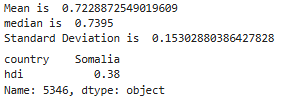 Mean is  0.7228872549019609
median is  0.7395
Standard Deviation is  0.15302880386427828
country    Somalia
hdi           0.38
Name: 5346, dtype: object